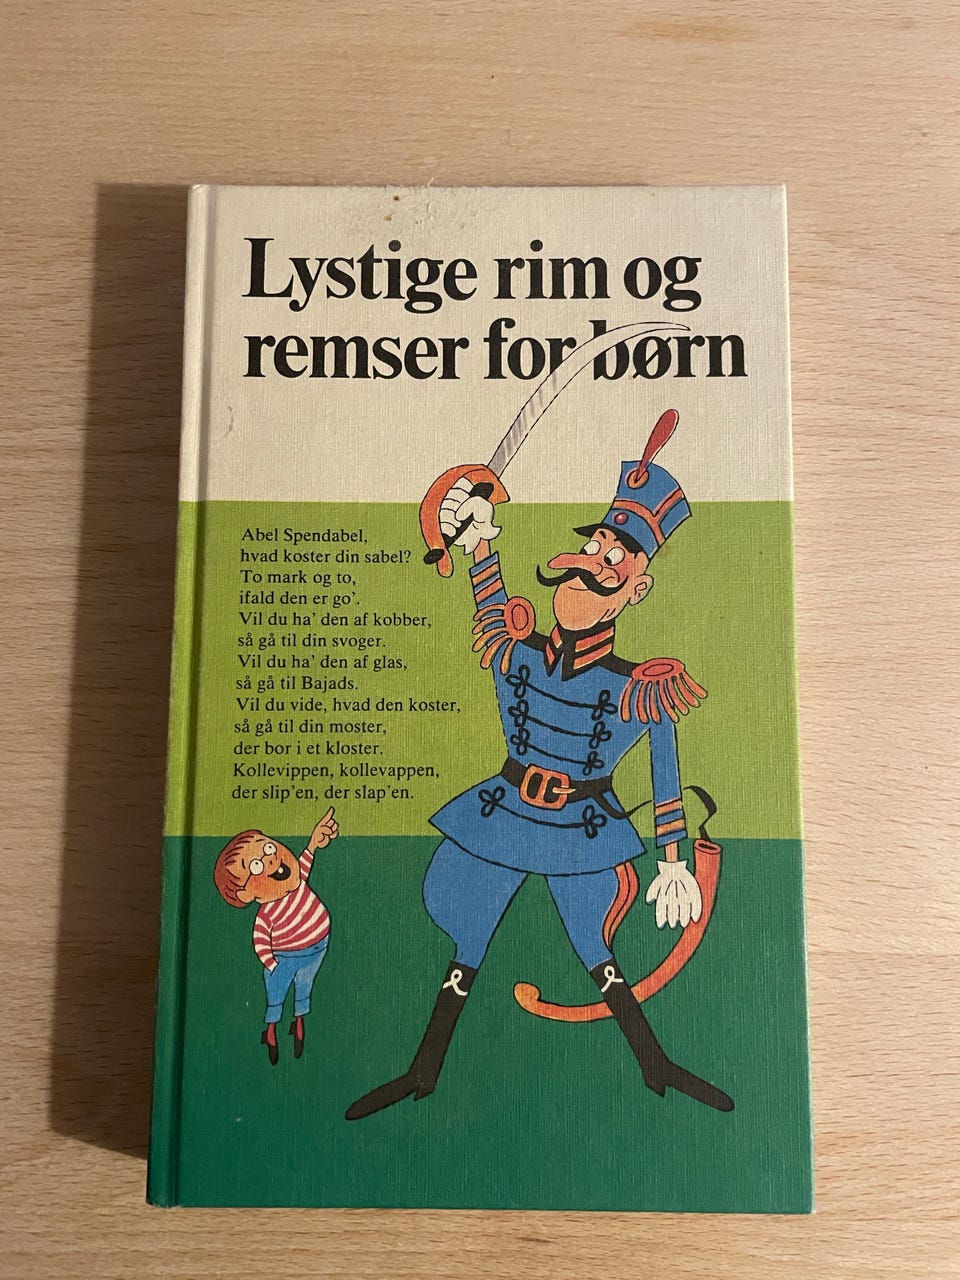 Lystige rim og
remser for børn
Abel Spendabel,
hvad koster din sabel?
To mark og to,
ifald den er go'.
Vil du ha' den af kobber,
så gå til din svoger.
Vil du ha' den af glas,
så gå til Bajads.
Vil du vide, hvad den koster,
så gå til din moster,
der bor i et kloster.
Kollevippen, kollevappen,
der slip'en, der slap'en.